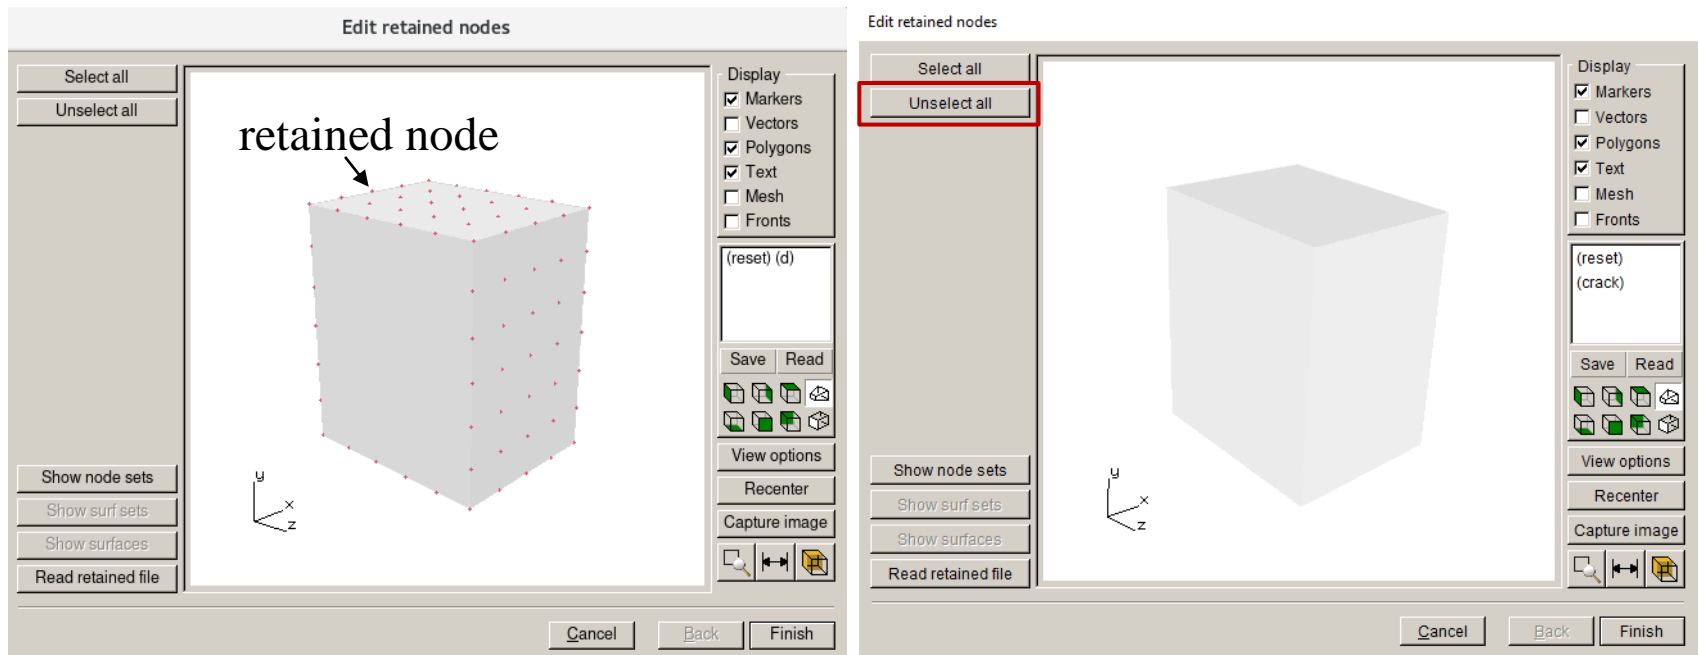 Edit retained nodes
Select all
Unselect all
retained node
Display
Markers
Vectors
Polygons
Text
Mesh
Fronts
(reset) (d)
Save Read
View options
Recenter
Capture image
Show node sets
Show surf sets
Show surfaces
Read retained file
y
x
z
Cancel Back Finish
Edit retained nodes
Select all
Unselect all
Display
Markers
Vectors
Polygons
Text
Mesh
Fronts
(reset)
(crack)
Save Read
View options
Recenter
Capture image
Show node sets
Show surf sets
Show surfaces
Read retained file
y
x
z
Cancel Back Finish